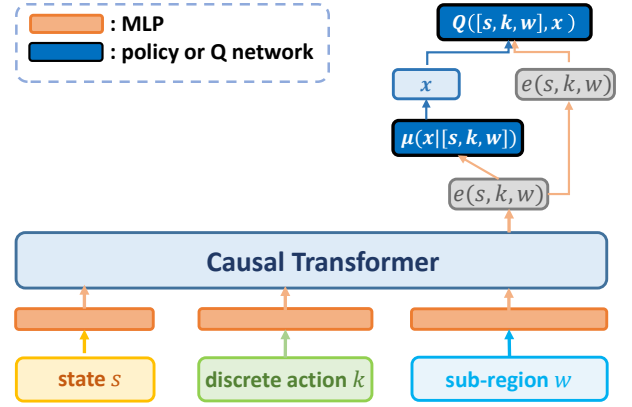 : MLP
: policy or Q network
Q([s, k, w], x)
x
e(s, k, w)
μ(x|[s, k, w])
e(s, k, w)
Causal Transformer
state s
discrete action k
sub-region w